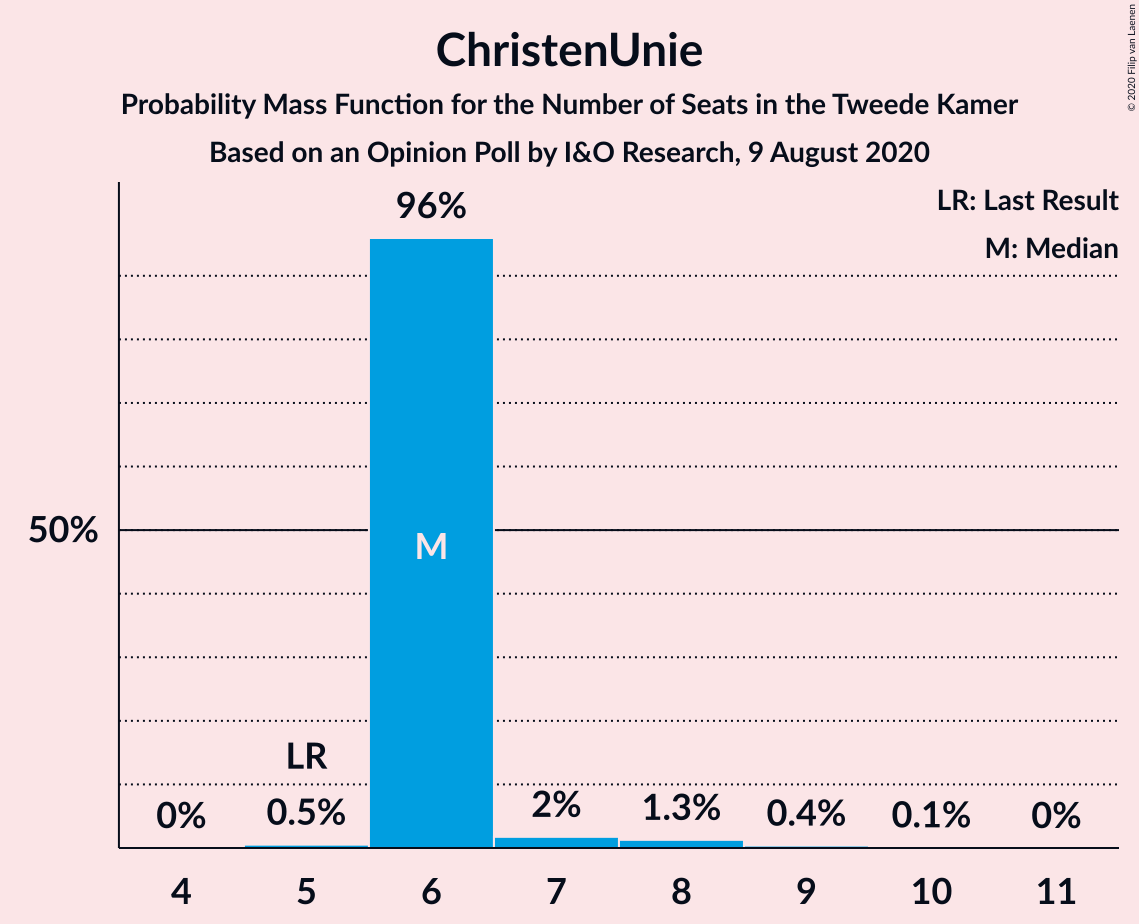 ChristenUnie
Probability Mass Function for the Number of Seats in the Tweede Kamer
Based on an Opinion Poll by I&O Research, 9 August 2020
© 2020 Filip van Laenen
LR: Last Result
M: Median
96%
50%
M
LR
0%
0.5%
2%
1.3%
0.4%
0.1%
0%
4
5
6
7
8
9
10
11